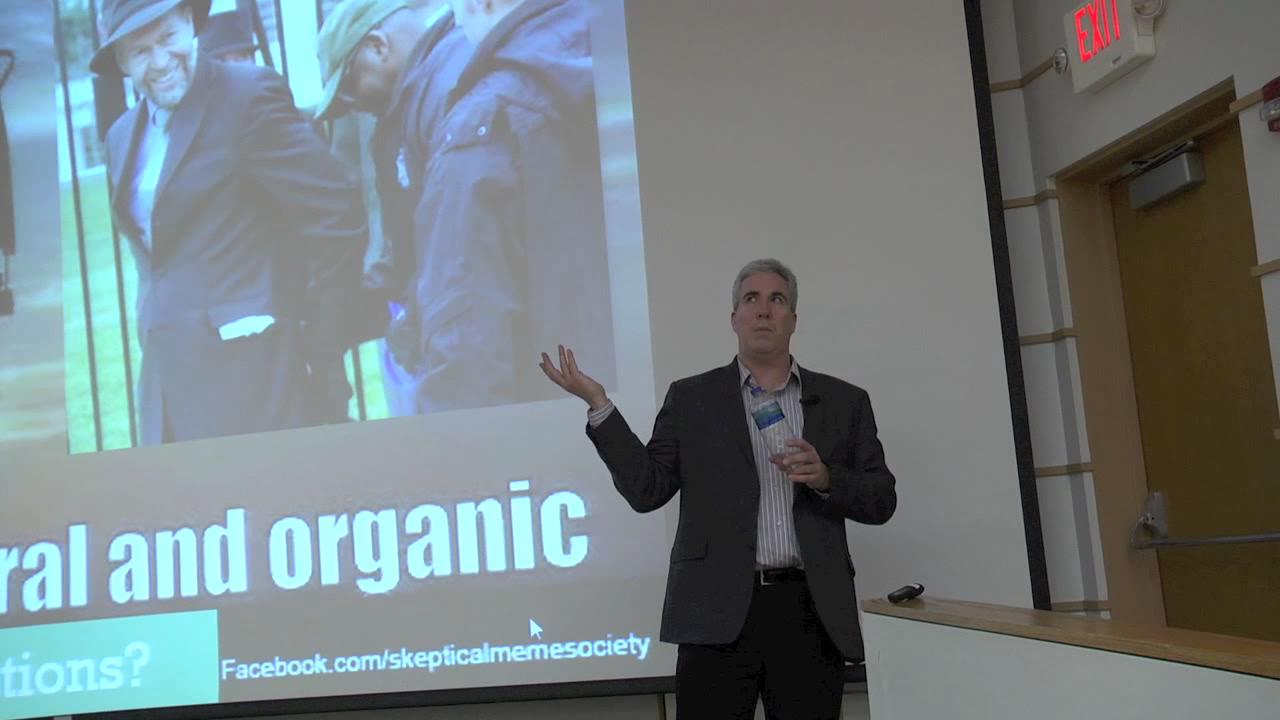 EXIT
ral and organic
tions?
Facebook.com/skepticalmemesociety